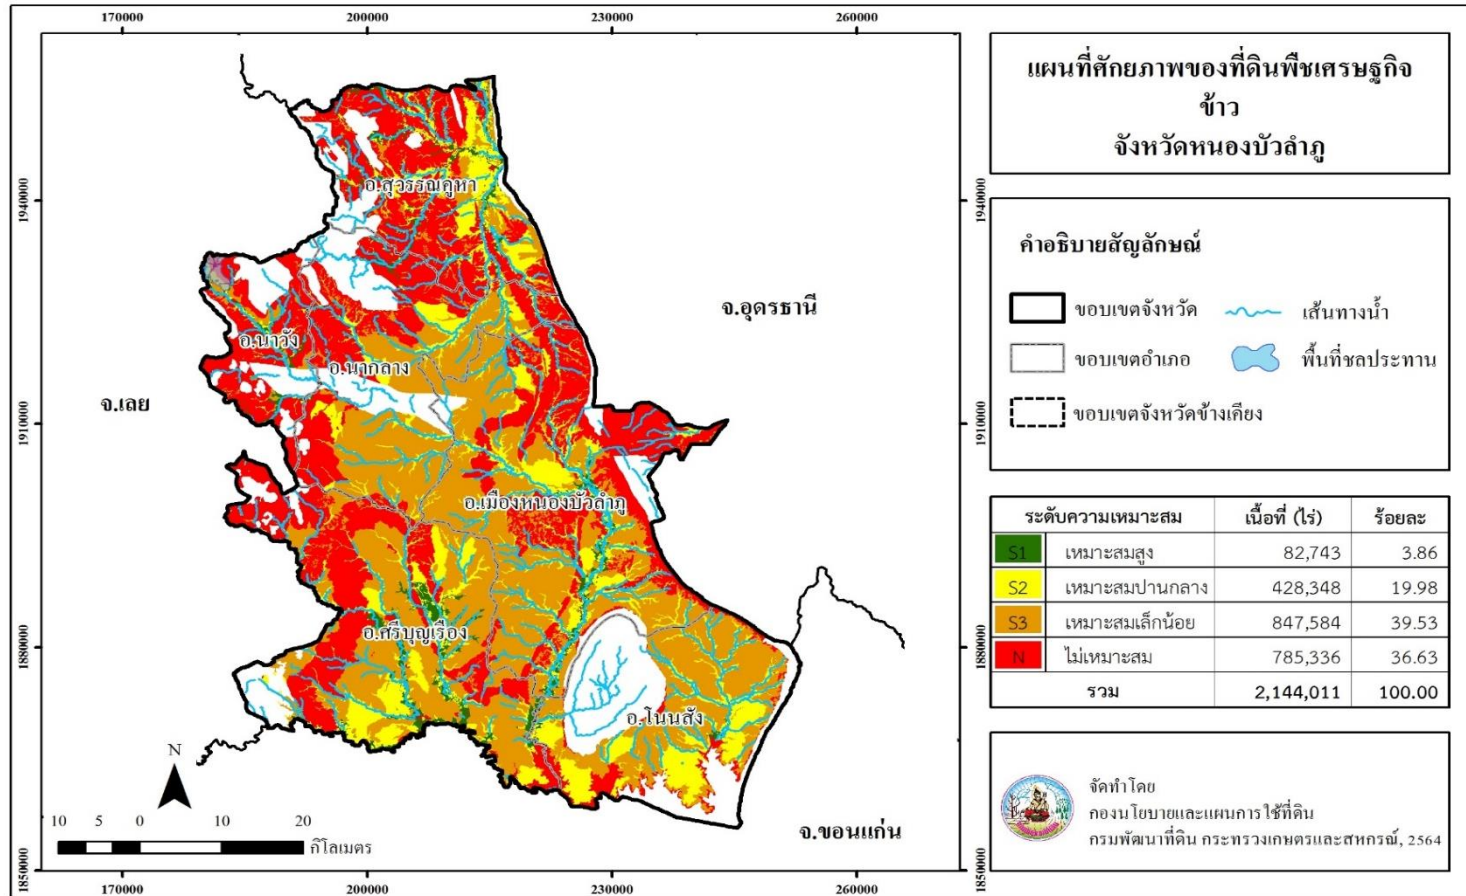 170000 200000 230000 260000
แผนที่ศักยภาพของที่ดินพืชเศรษฐกิจ
ข้าว
จังหวัดหนองบัวลำภู
1940000 1940000
อ.สุวรรณคูหา
คำอธิบายสัญลักษณ์
ขอบเขตจังหวัด เส้นทางน้ำ
ขอบเขตอำเภอ พื้นที่ชลประทาน
ขอบเขตจังหวัดข้างเคียง
จ.อุดรธานี
อ.นาวัง
อ.นากลาง
จ.เลย
1910000 1910000
อ.เมืองหนองบัวลำภู
ระดับความเหมาะสม เนื้อที่ (ไร่) ร้อยละ
S1 เหมาะสมสูง 82,743 3.86
S2 เหมาะสมปานกลาง 428,348 19.98
S3 เหมาะสมเล็กน้อย 847,584 39.53
N ไม่เหมาะสม 785,336 36.63
รวม 2,144,011 100.00
อ.ศรีบุญเรือง
1880000 1880000
อ.โนนสัง
N
10 5 0 10 20
กิโลเมตร
จ.ขอนแก่น
จัดทำโดย
กองนโยบายและแผนการใช้ที่ดิน
กรมพัฒนาที่ดิน กระทรวงเกษตรและสหกรณ์, 2564
1850000 1850000
170000 200000 230000 260000